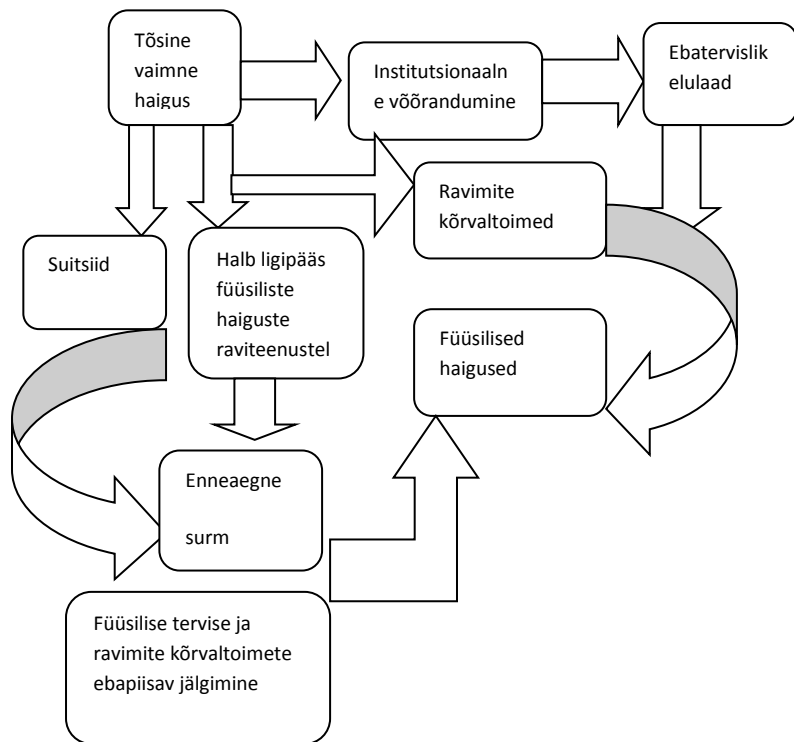 Tõsine
vaimne
haigus
Institutsionaaln
e võõrandumine
Ebatervislik
elulaad
Ravimite
kõrvaltoimed
Suitsiid
Halb ligipääs
füüsiliste
haiguste
raviteenustel
Füüsilised
haigused
Enneaegne
surm
Füüsilise tervise ja
ravimite kõrvaltoimete
ebapiisav jälgimine